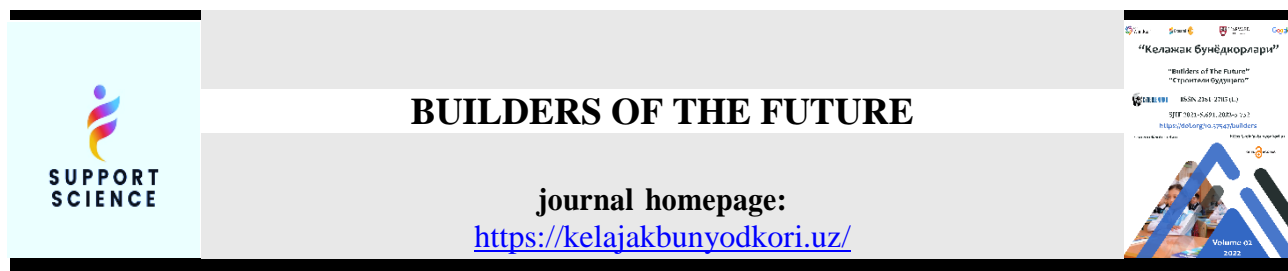 SUPPORT
SCIENCE
BUILDERS OF THE FUTURE
journal homepage:
https://kelajakbunyodkori.uz/
“Келажак бунёдкорлари”
“Builders of The Future”
“Строители будущего”
Volume 02
2022